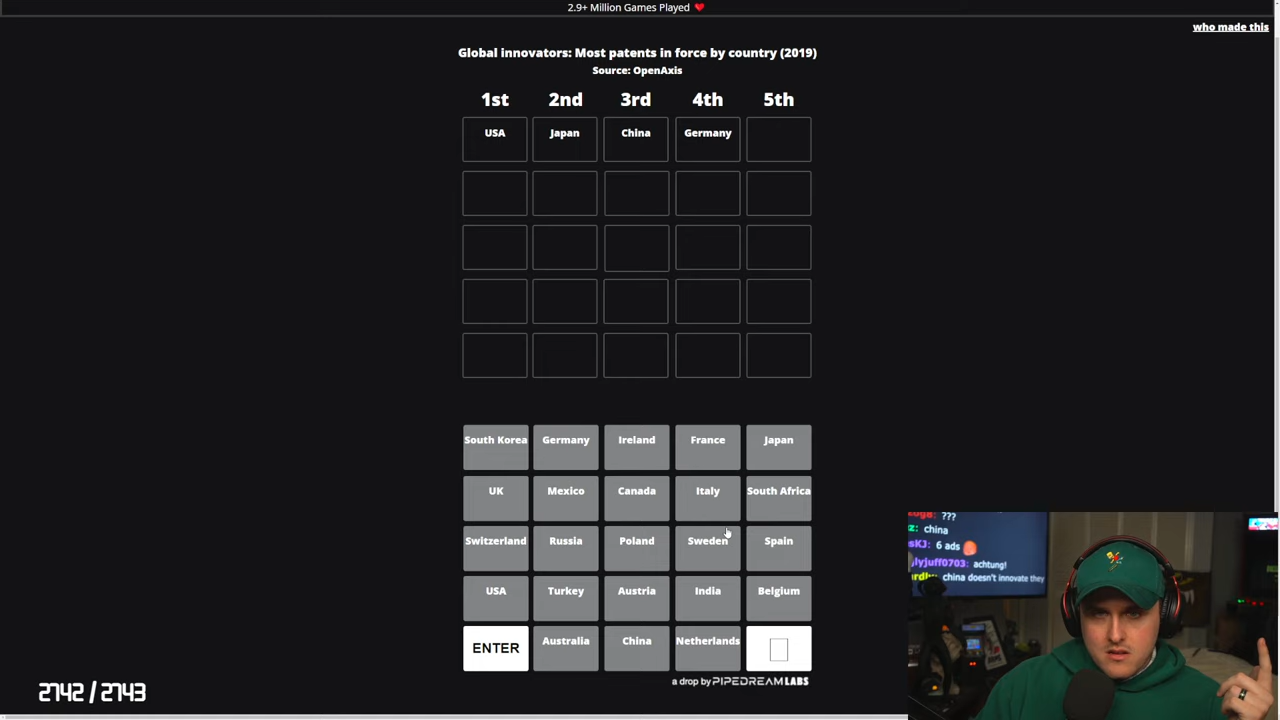 2.9+ Million Games Played ❤
who made this
Global innovators: Most patents in force by country (2019)
Source: OpenAxis
1st 2nd 3rd 4th 5th
USA Japan China Germany
South Korea Germany Ireland France Japan
UK Mexico Canada Italy South Africa
Switzerland Russia Poland Sweden Spain
USA Turkey Austria India Belgium
ENTER Australia China Netherlands
a drop by PIPEDREAM LABS
???
china
6 ads
achtung!
china doesn't innovate they
2742 / 2743